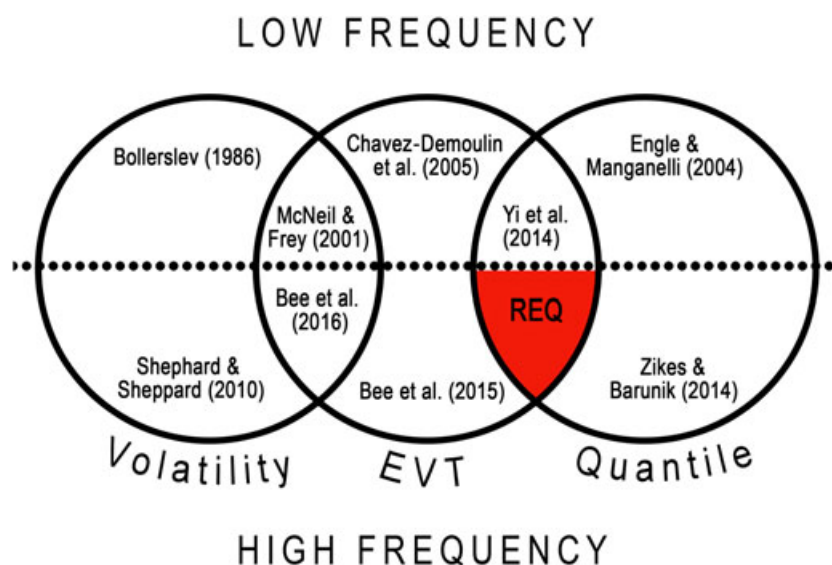 LOW FREQUENCY
Bollerslev (1986)
Chavez-Demoulin
et al. (2005)
Engle &
Manganelli (2004)
McNeil &
Frey (2001)
Yi et al.
(2014)
Bee et al.
(2016)
REQ
Shephard &
Sheppard (2010)
Bee et al. (2015)
Zikes &
Barunik (2014)
Volatility
EVT
Quantile
HIGH FREQUENCY